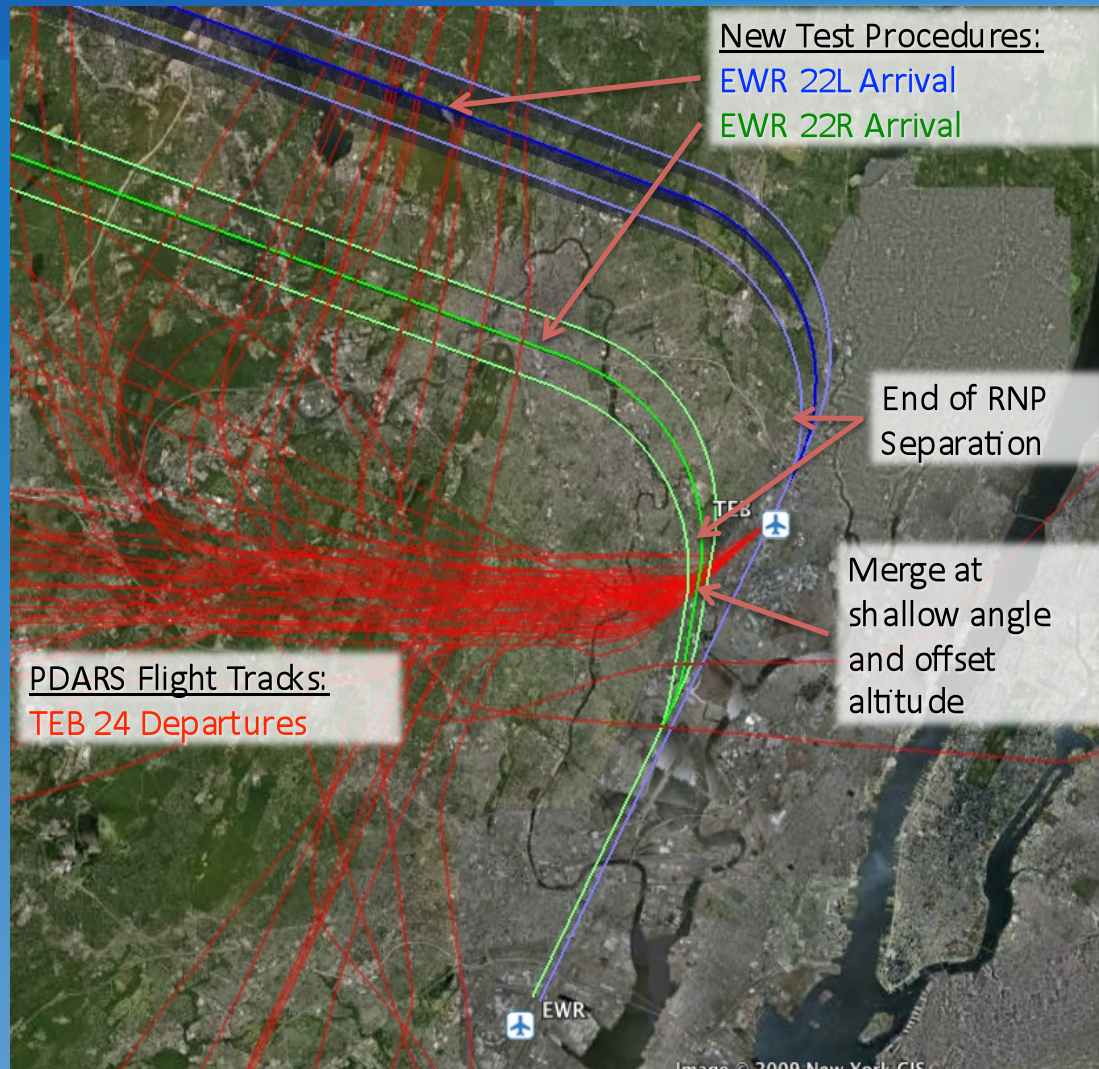 New Test Procedures:
EWR 22L Arrival
EWR 22R Arrival
End of RNP
Separation
TEB
Merge at
shallow angle
and offset
altitude
PDARS Flight Tracks:
TEB 24 Departures
EWR
Image © 2009 New York GIS